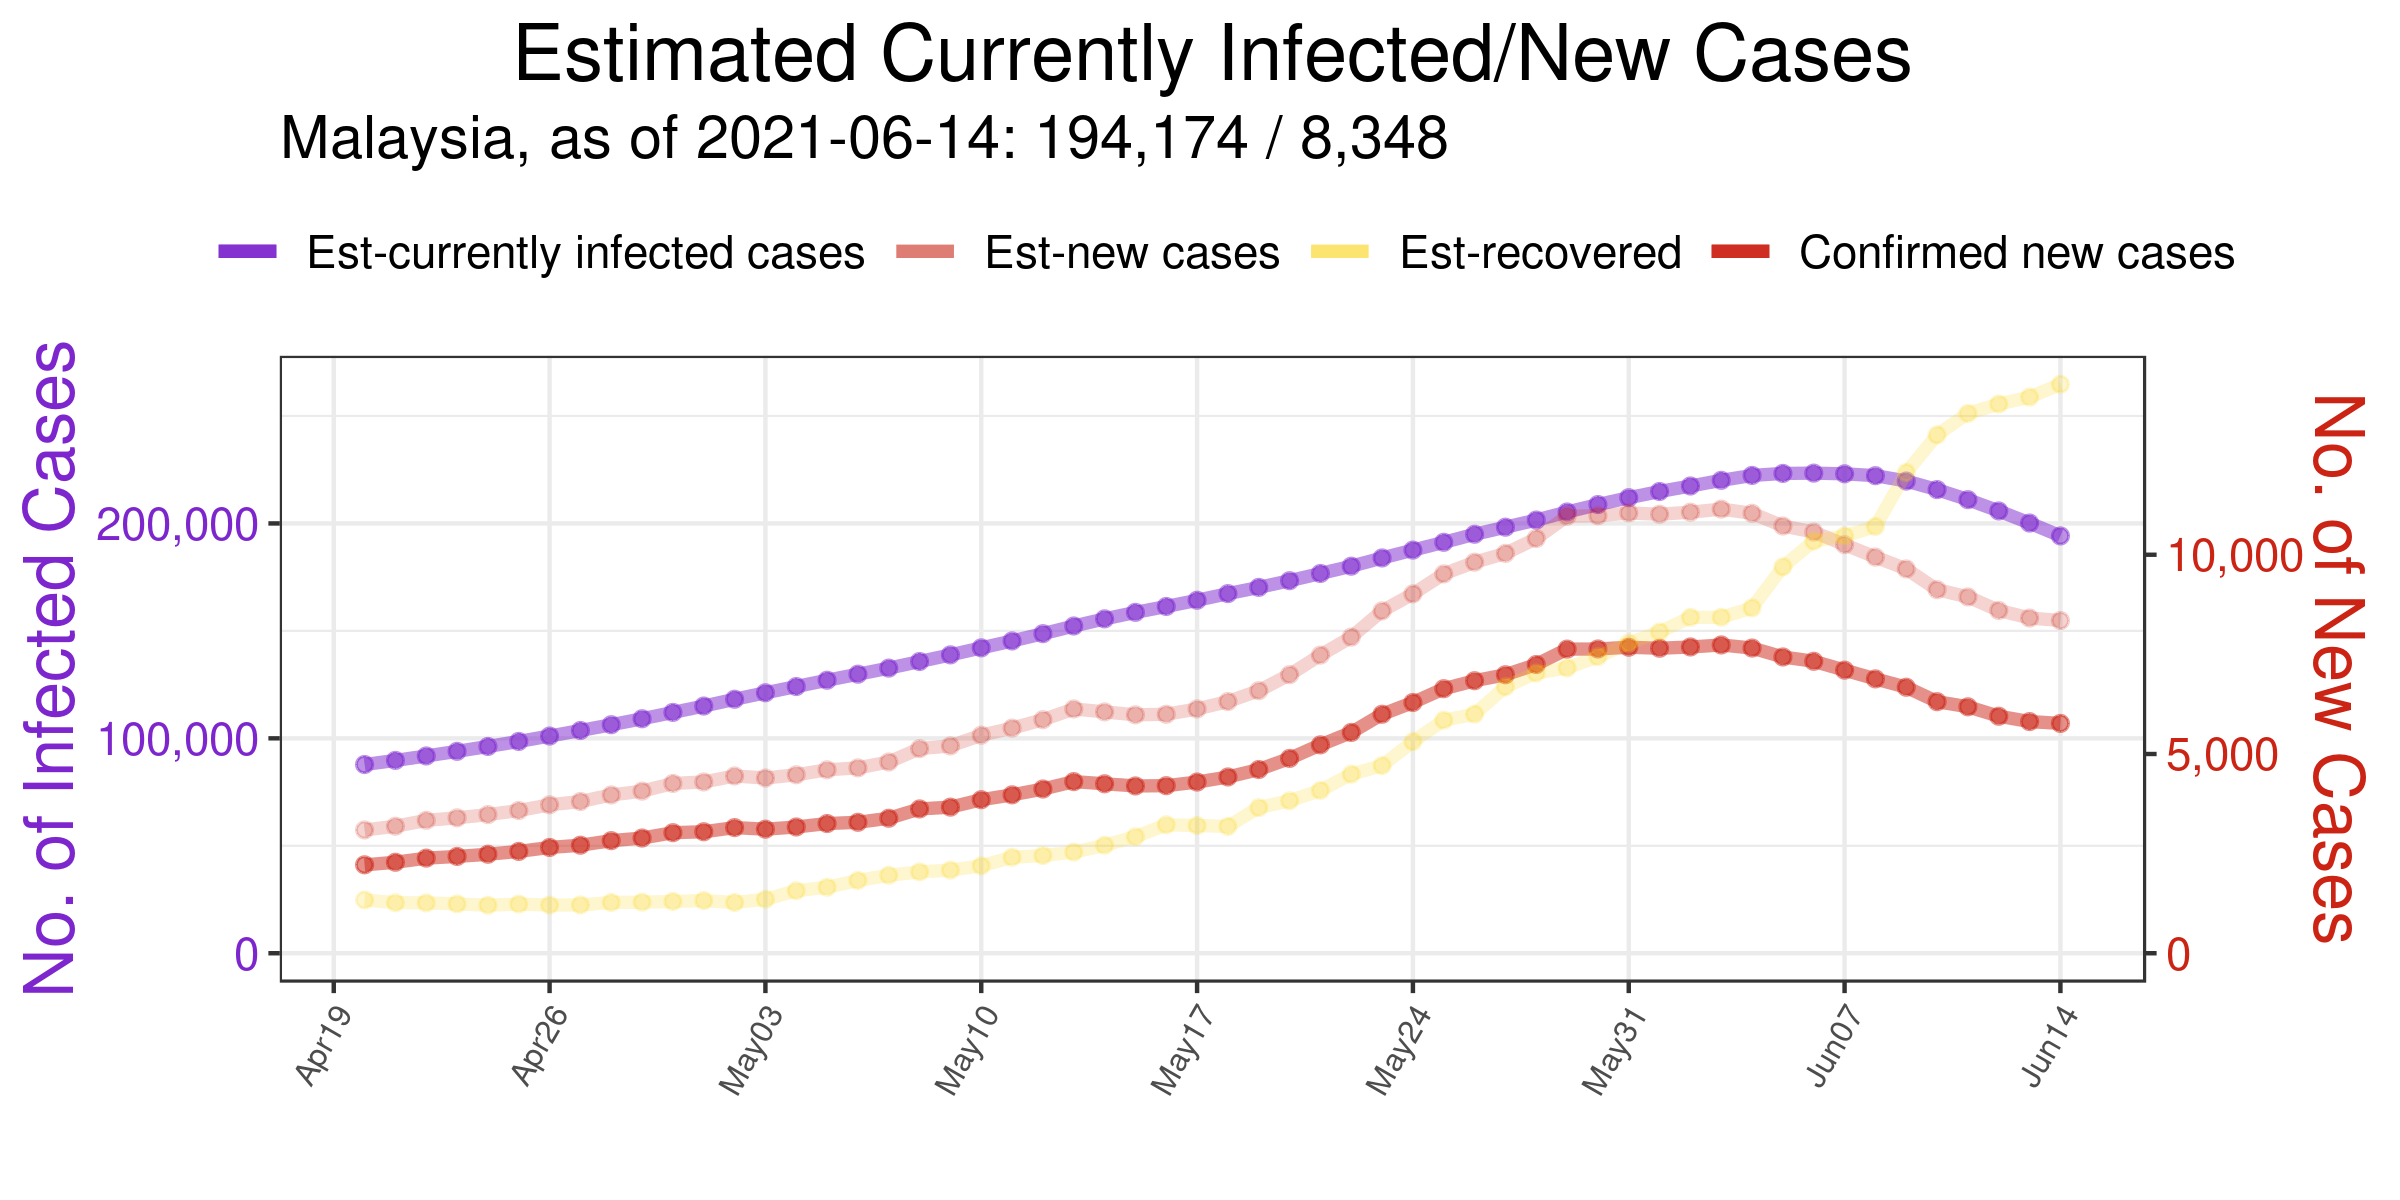 Estimated Currently Infected/New Cases
Malaysia, as of 2021-06-14: 194,174 / 8,348
Est-currently infected cases Est-new cases Est-recovered Confirmed new cases
No. of Infected Cases
200,000
100,000
0
10,000
5,000
0
No. of New Cases
Apr19 Apr26 May03 May10 May17 May24 May31 Jun07 Jun14